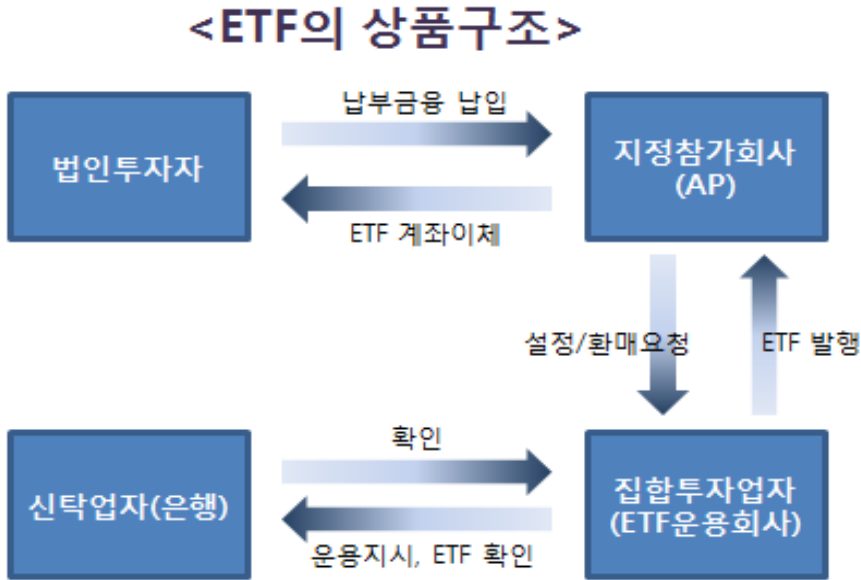 <ETF의 상품구조>
납부금용 납입
법인투자자
지정참가회사
(AP)
ETF 계좌이체
설정/환매요청
ETF 발행
확인
신탁업자(은행)
집합투자업자
(ETF운용회사)
운용지시, ETF 확인